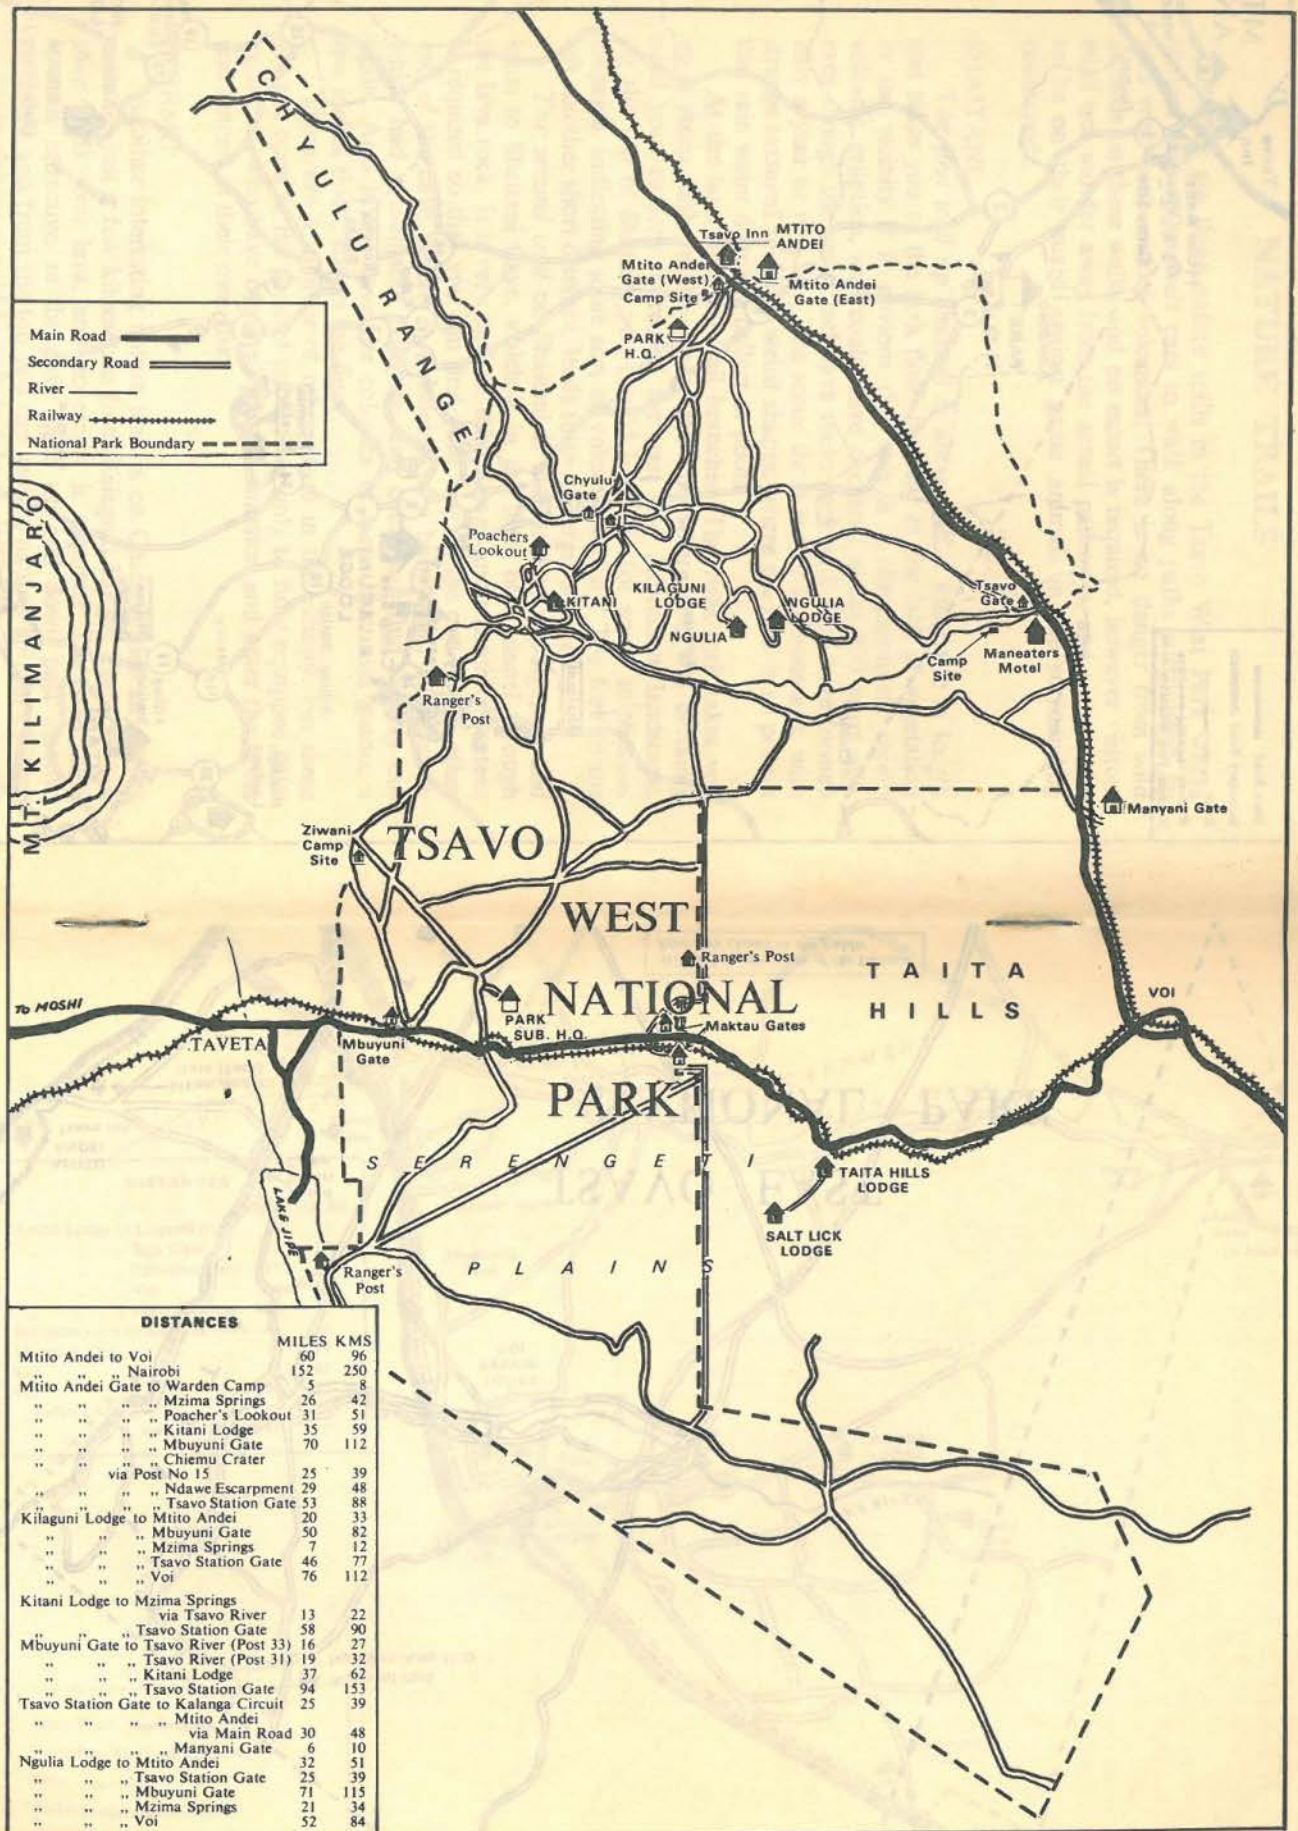 CHYULU RANGE
Tsavo Inn
MTITO
ANDEI
Mtito Andei
Gate (West)
Camp Site
Mtito Andei
Gate (East)
PARK
H.Q.
Main Road
Secondary Road
River
Railway
National Park Boundary
MT. KILIMANJARO
Chyulu
Gate
Poachers
Lookout
KITANI
KILAGUNI
LODGE
NGULIA
NGULIA
LODGE
Tsavo
Gate
Camp
Site
Maneaters
Motel
Ranger's
Post
Manyani Gate
Ziwani
Camp
Site
TSAVO
WEST
NATIONAL
PARK
Ranger's Post
TAITA
HILLS
VOI
To MOSHI
TAVETA
Mbuyuni
Gate
PARK
SUB. H.Q.
Maktau Gates
SERENGETI
PLAINS
TAITA HILLS
LODGE
SALT LICK
LODGE
LAKE JIPE
Ranger's
Post
DISTANCES
MILES KMS
Mtito Andei to Voi 60 96
,, ,, ,, Nairobi 152 250
Mtito Andei Gate to Warden Camp 5 8
,, ,, ,, ,, Mzima Springs 26 42
,, ,, ,, ,, Poacher's Lookout 31 51
,, ,, ,, ,, Kitani Lodge 35 59
,, ,, ,, ,, Mbuyuni Gate 70 112
,, ,, ,, ,, Chiemu Crater
via Post No 15 25 39
,, ,, ,, ,, Ndawe Escarpment 29 48
,, ,, ,, ,, Tsavo Station Gate 53 88
Kilaguni Lodge to Mtito Andei 20 33
,, ,, ,, Mbuyuni Gate 50 82
,, ,, ,, Mzima Springs 7 12
,, ,, ,, Tsavo Station Gate 46 77
,, ,, ,, Voi 76 112
Kitani Lodge to Mzima Springs
via Tsavo River 13 22
,, ,, ,, Tsavo Station Gate 58 90
Mbuyuni Gate to Tsavo River (Post 33) 16 27
,, ,, ,, Tsavo River (Post 31) 19 32
,, ,, ,, Kitani Lodge 37 62
,, ,, ,, Tsavo Station Gate 94 153
Tsavo Station Gate to Kalanga Circuit 25 39
,, ,, ,, ,, Mtito Andei
via Main Road 30 48
,, ,, ,, ,, Manyani Gate 6 10
Ngulia Lodge to Mtito Andei 32 51
,, ,, ,, Tsavo Station Gate 25 39
,, ,, ,, Mbuyuni Gate 71 115
,, ,, ,, Mzima Springs 21 34
,, ,, ,, Voi 52 84